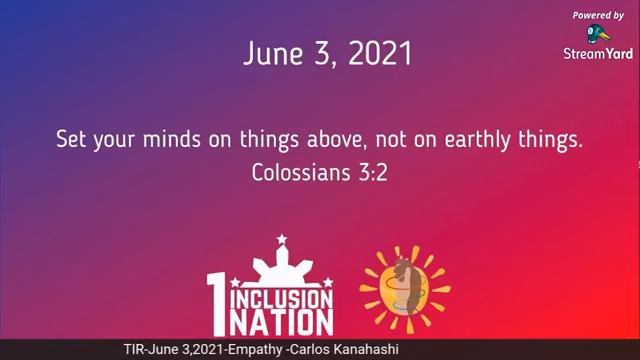 Powered by
StreamYard
June 3, 2021
Set your minds on things above, not on earthly things.
Colossians 3:2
1 INCLUSION
NATION
TIR-June 3,2021-Empathy -Carlos Kanahashi